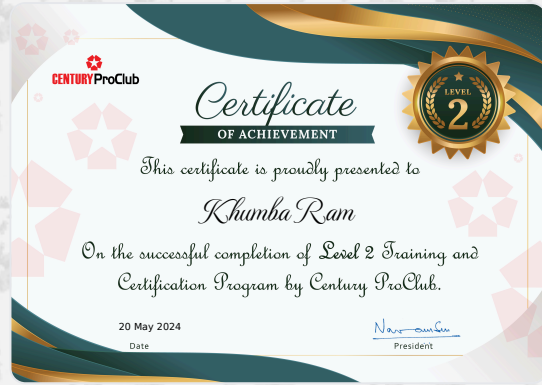 CENTURY ProClub
LEVEL
2
Certificate
OF ACHIEVEMENT
This certificate is proudly presented to
Khumba Ram
On the successful completion of Level 2 Training and
Certification Program by Century ProClub.
20 May 2024
Date
President